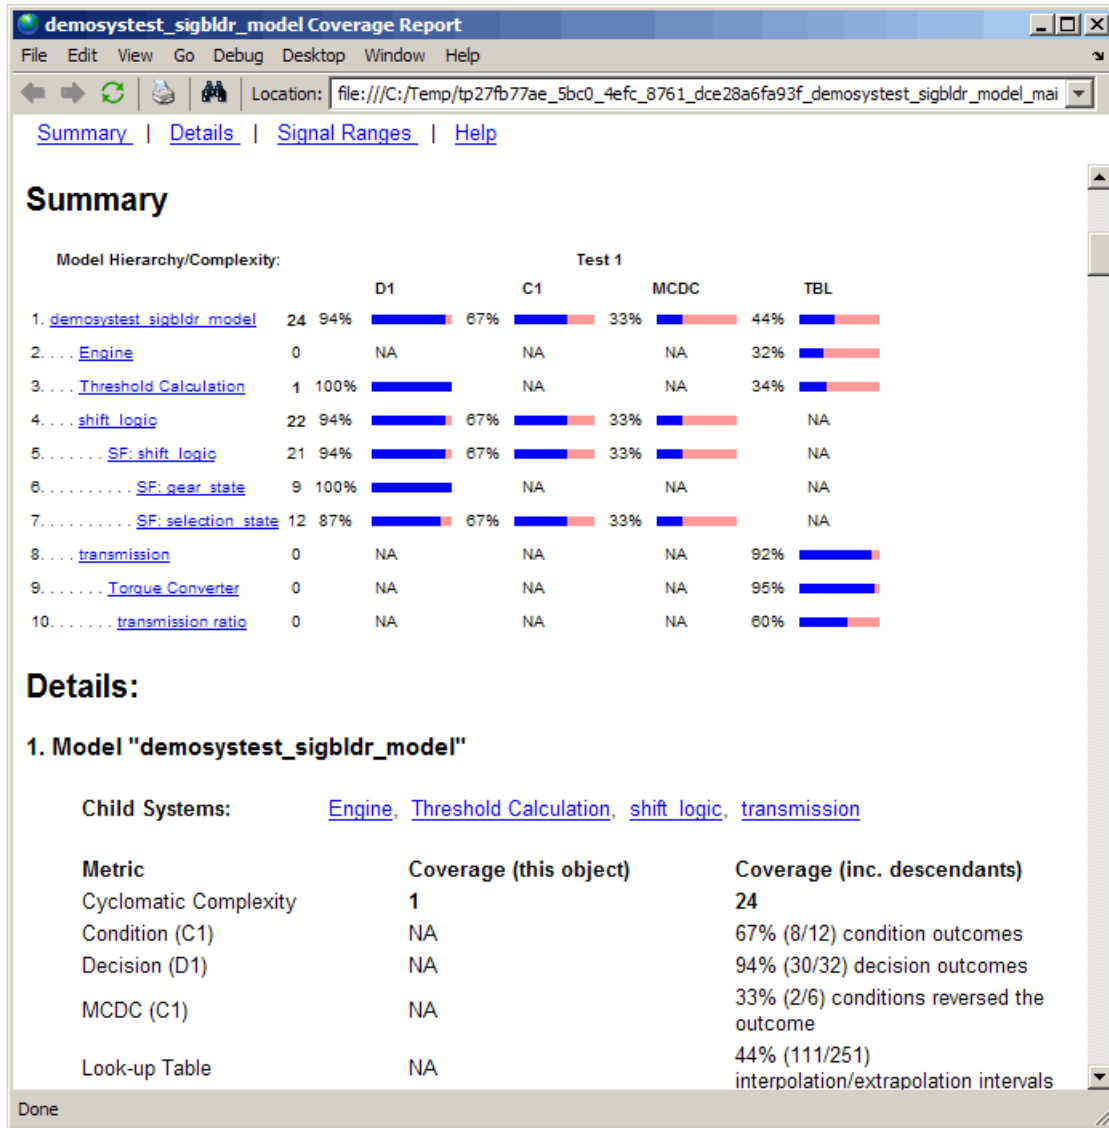 demosystest_sigbldr_model Coverage Report
File Edit View Go Debug Desktop Window Help
Location: file:///C:/Temp/tp27fb77ae_5bc0_4efc_8761_dce28a6fa93f_demosystest_sigbldr_model_mai
Summary | Details | Signal Ranges | Help
Summary
Model Hierarchy/Complexity: Test 1
D1 C1 MCDC TBL
1. demosystest_sigbldr_model 24 94% 67% 33% 44%
2. . . . Engine 0 NA NA NA 32%
3. . . . Threshold Calculation 1 100% NA NA 34%
4. . . . shift_logic 22 94% 67% 33% NA
5. . . . . . . SF: shift_logic 21 94% 67% 33% NA
6. . . . . . . . . . SF: gear_state 9 100% NA NA NA
7. . . . . . . . . . SF: selection_state 12 87% 67% 33% NA
8. . . . transmission 0 NA NA NA 92%
9. . . . . . . Torque Converter 0 NA NA NA 95%
10. . . . . . . transmission ratio 0 NA NA NA 60%
Details:
1. Model "demosystest_sigbldr_model"
Child Systems: Engine, Threshold Calculation, shift_logic, transmission
Metric Coverage (this object) Coverage (inc. descendants)
Cyclomatic Complexity 1 24
Condition (C1) NA 67% (8/12) condition outcomes
Decision (D1) NA 94% (30/32) decision outcomes
MCDC (C1) NA 33% (2/6) conditions reversed the
outcome
Look-up Table NA 44% (111/251)
interpolation/extrapolation intervals
Done